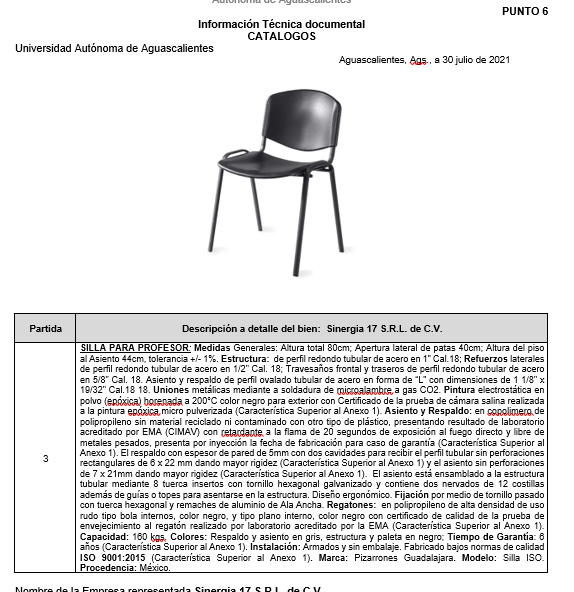 Autónoma de Aguascalientes
PUNTO 6
Información Técnica documental
CATALOGOS
Universidad Autónoma de Aguascalientes
Aguascalientes, Ags., a 30 julio de 2021
Partida
Descripción a detalle del bien: Sinergia 17 S.R.L. de C.V.
3
SILLA PARA PROFESOR: Medidas Generales: Altura total 80cm; Apertura lateral de patas 40cm; Altura del piso
al Asiento 44cm, tolerancia +/- 1%. Estructura: de perfil redondo tubular de acero en 1" Cal.18; Refuerzos laterales
de perfil redondo tubular de acero en 1/2" Cal. 18; Travesaños frontal y traseros de perfil redondo tubular de acero
en 5/8" Cal. 18. Asiento y respaldo de perfil ovalado tubular de acero en forma de "L" con dimensiones de 1 1/8" x
19/32" Cal.18 18. Uniones metálicas mediante a soldadura de microalambre a gas CO2. Pintura electrostática en
polvo (epóxica) horenada a 200°C color negro para exterior con Certificado de la prueba de cámara salina realizada
a la pintura epóxica micro pulverizada (Característica Superior al Anexo 1). Asiento y Respaldo: en copolimero de
polipropileno sin material reciclado ni contaminado con otro tipo de plástico, presentando resultado de laboratorio
acreditado por EMA (CIMAV) con retardante a la flama de 20 segundos de exposición al fuego directo y libre de
metales pesados, presenta por inyección la fecha de fabricación para caso de garantía (Característica Superior al
Anexo 1). El respaldo con espesor de pared de 5mm con dos cavidades para recibir el perfil tubular sin perforaciones
rectangulares de 6 x 22 mm dando mayor rigidez (Característica Superior al Anexo 1) y el asiento sin perforaciones
de 7 x 21mm dando mayor rigidez (Característica Superior al Anexo 1). El asiento está ensamblado a la estructura
tubular mediante 8 tuerca insertos con tornillo hexagonal galvanizado y contiene dos nervados de 12 costillas
además de guías o topes para asentarse en la estructura. Diseño ergonómico. Fijación por medio de tornillo pasado
con tuerca hexagonal y remaches de aluminio de Ala Ancha. Regatones: en polipropileno de alta densidad de uso
rudo tipo bola internos, color negro, y tipo plano interno, color negro con certificado de calidad de la prueba de
envejecimiento al regatón realizado por laboratorio acreditado por la EMA (Característica Superior al Anexo 1).
Capacidad: 160 kgs. Colores: Respaldo y asiento en gris, estructura y paleta en negro; Tiempo de Garantía: 6
años (Característica Superior al Anexo 1). Instalación: Armados y sin embalaje. Fabricado bajos normas de calidad
ISO 9001:2015 (Característica Superior al Anexo 1). Marca: Pizarrones Guadalajara. Modelo: Silla ISO.
Procedencia: México.
Nombre de la Empresa representada Sinergia 17 S.R.L. de C.V.